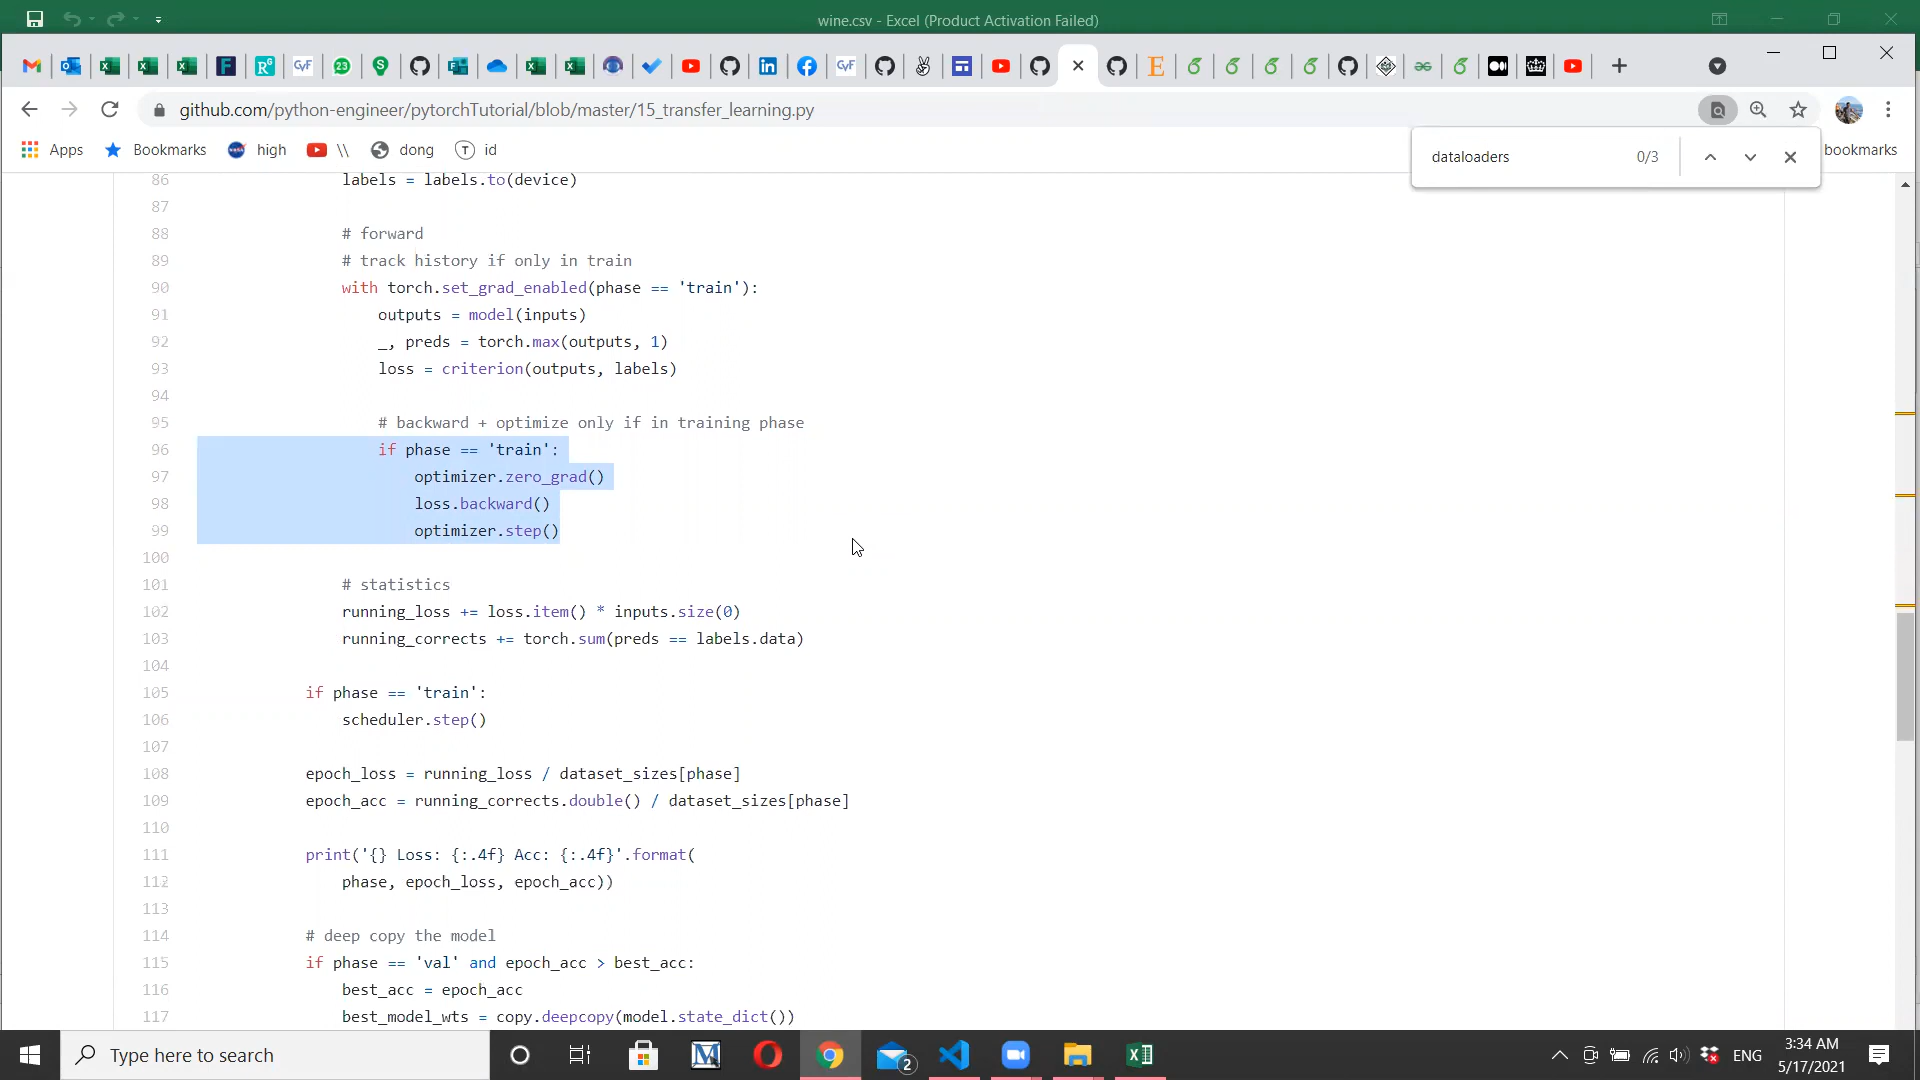 wine.csv - Excel (Product Activation Failed)
github.com/python-engineer/pytorchTutorial/blob/master/15_transfer_learning.py
Apps Bookmarks high \\ dong id bookmarks
dataloaders 0/3
86 labels = labels.to(device)
87
88 # forward
89 # track history if only in train
90 with torch.set_grad_enabled(phase == 'train'):
91 outputs = model(inputs)
92 _, preds = torch.max(outputs, 1)
93 loss = criterion(outputs, labels)
94
95 # backward + optimize only if in training phase
96 if phase == 'train':
97 optimizer.zero_grad()
98 loss.backward()
99 optimizer.step()
100
101 # statistics
102 running_loss += loss.item() * inputs.size(0)
103 running_corrects += torch.sum(preds == labels.data)
104
105 if phase == 'train':
106 scheduler.step()
107
108 epoch_loss = running_loss / dataset_sizes[phase]
109 epoch_acc = running_corrects.double() / dataset_sizes[phase]
110
111 print('{} Loss: {:.4f} Acc: {:.4f}'.format(
112 phase, epoch_loss, epoch_acc))
113
114 # deep copy the model
115 if phase == 'val' and epoch_acc > best_acc:
116 best_acc = epoch_acc
117 best_model_wts = copy.deepcopy(model.state_dict())
Type here to search
2
ENG
3:34 AM
5/17/2021